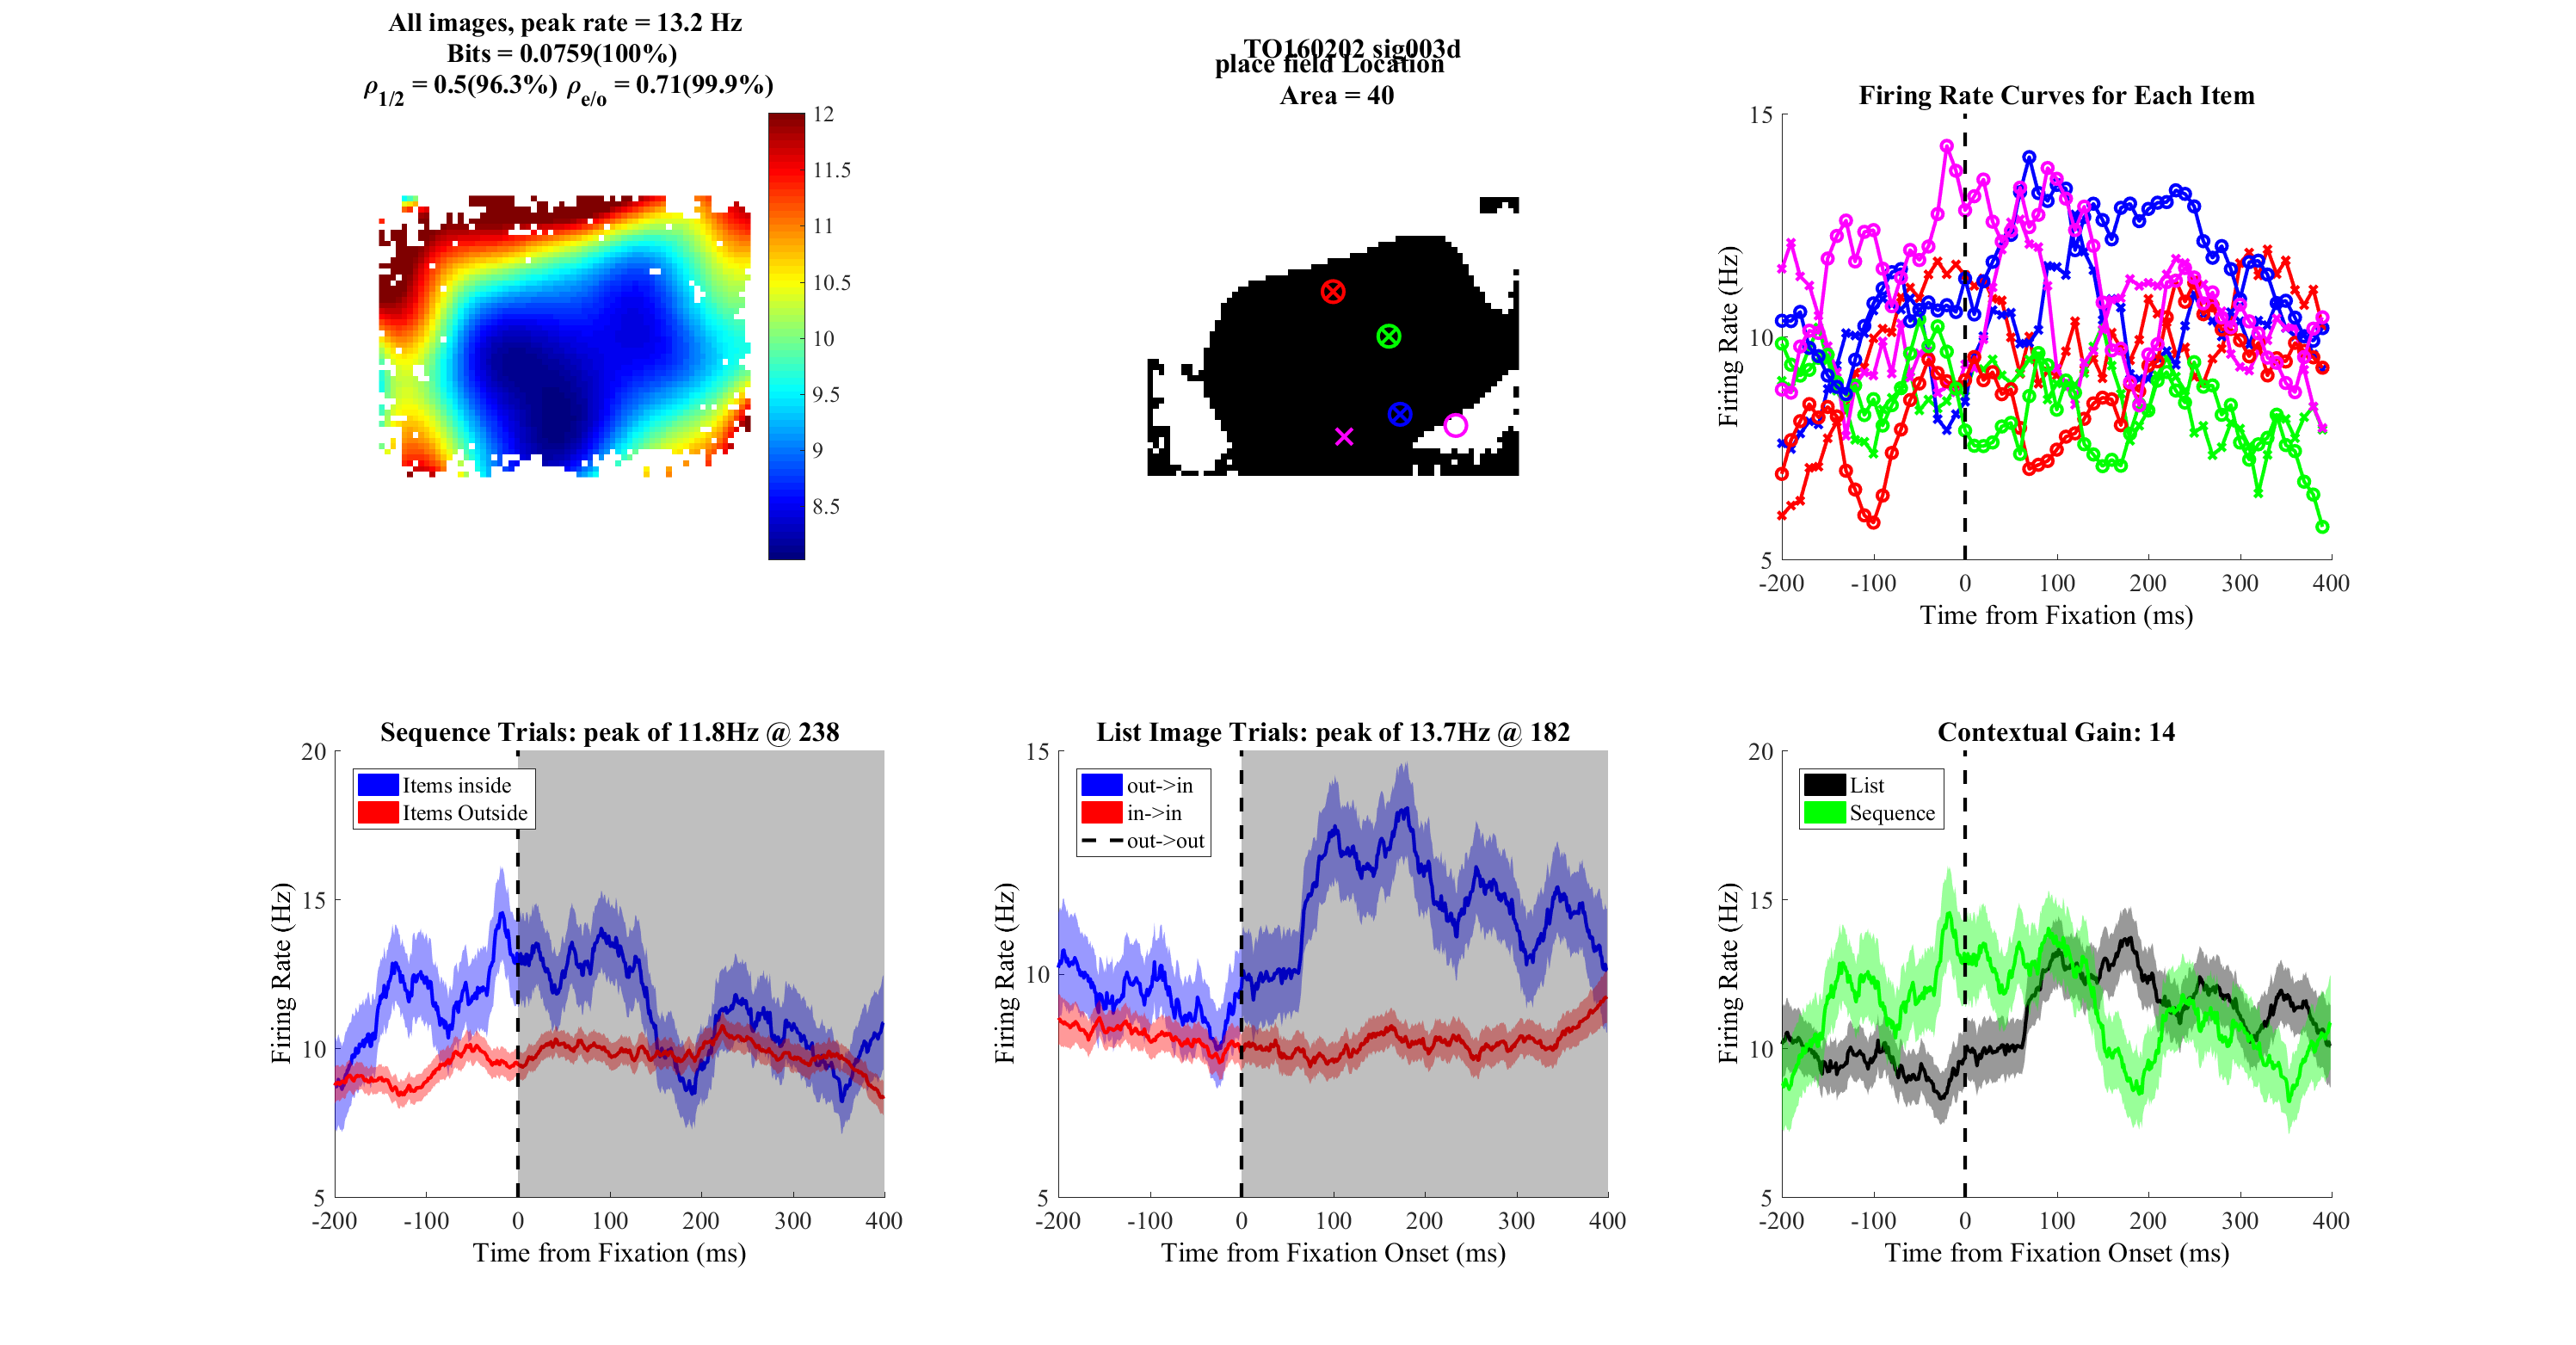 All images, peak rate = 13.2 Hz
Bits = 0.0759(100%)
ρ1/2 = 0.5(96.3%) ρe/o = 0.71(99.9%)
12
11.5
11
10.5
10
9.5
9
8.5
TO160202 sig003d
place field Location
Area = 40
Firing Rate Curves for Each Item
15
10
5
Firing Rate (Hz)
-200 -100 0 100 200 300 400
Time from Fixation (ms)
Sequence Trials: peak of 11.8Hz @ 238
20
15
10
5
Firing Rate (Hz)
Items inside
Items Outside
-200 -100 0 100 200 300 400
Time from Fixation (ms)
List Image Trials: peak of 13.7Hz @ 182
15
10
5
Firing Rate (Hz)
out->in
in->in
out->out
-200 -100 0 100 200 300 400
Time from Fixation Onset (ms)
Contextual Gain: 14
20
15
10
5
Firing Rate (Hz)
List
Sequence
-200 -100 0 100 200 300 400
Time from Fixation Onset (ms)